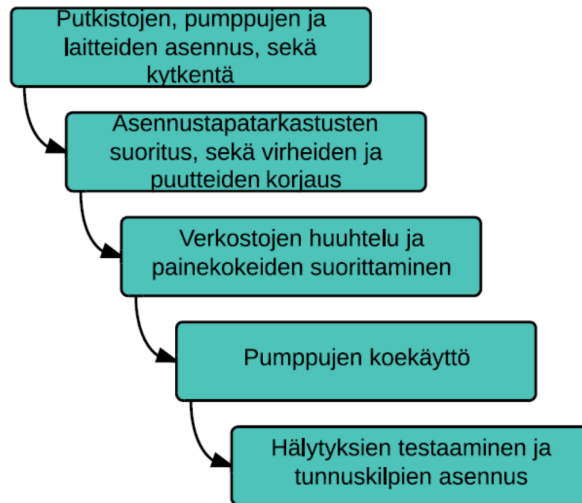 Putkistojen, pumppujen ja
laitteiden asennus, sekä
kytkentä
Asennustapatarkastusten
suoritus, sekä virheiden ja
puutteiden korjaus
Verkostojen huuhtelu ja
painekokeiden suorittaminen
Pumppujen koekäyttö
Hälytyksien testaaminen ja
tunnuskilpien asennus